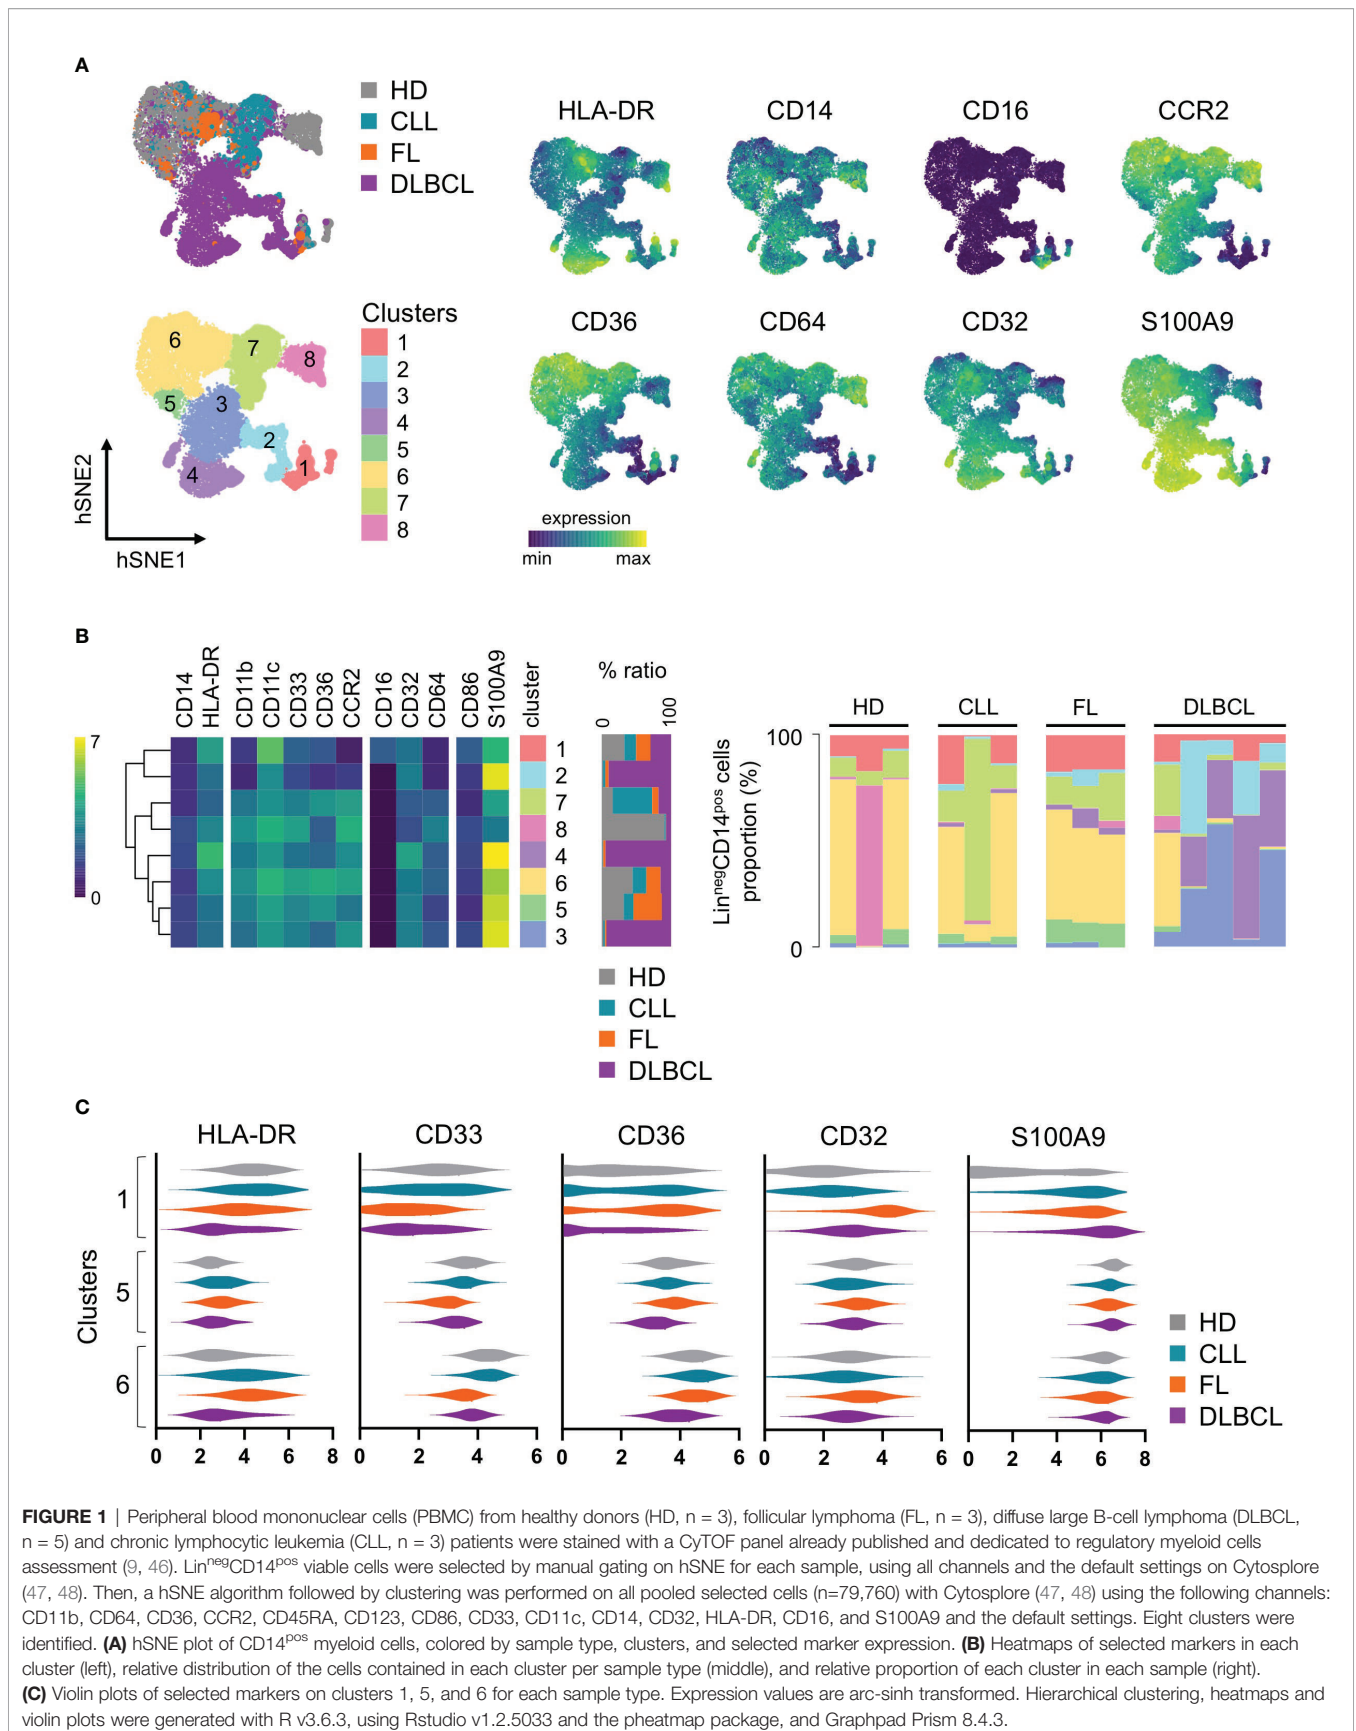 A
HD
CLL
FL
DLBCL
HLA-DR
CD14
CD16
CCR2
CD36
CD64
CD32
S100A9
Clusters
1
2
3
4
5
6
7
8
6
7
8
5
3
2
4
1
hSNE2
hSNE1
expression
min max
B
CD14
HLA-DR
CD11b
CD11c
CD33
CD36
CCR2
CD16
CD32
CD64
CD86
S100A9
cluster
% ratio
0 100
7
0
1
2
7
8
4
6
5
3
HD
CLL
FL
DLBCL
HD CLL FL DLBCL
100
0
LinnegCD14pos cells
proportion (%)
C
HLA-DR CD33 CD36 CD32 S100A9
Clusters
1
5
6
0 2 4 6 8
0 2 4 6
0 2 4 6
0 2 4 6
0 2 4 6 8
HD
CLL
FL
DLBCL
FIGURE 1 | Peripheral blood mononuclear cells (PBMC) from healthy donors (HD, n = 3), follicular lymphoma (FL, n = 3), diffuse large B-cell lymphoma (DLBCL,
n = 5) and chronic lymphocytic leukemia (CLL, n = 3) patients were stained with a CyTOF panel already published and dedicated to regulatory myeloid cells
assessment (9, 46). LinnegCD14pos viable cells were selected by manual gating on hSNE for each sample, using all channels and the default settings on Cytosplore
(47, 48). Then, a hSNE algorithm followed by clustering was performed on all pooled selected cells (n=79,760) with Cytosplore (47, 48) using the following channels:
CD11b, CD64, CD36, CCR2, CD45RA, CD123, CD86, CD33, CD11c, CD14, CD32, HLA-DR, CD16, and S100A9 and the default settings. Eight clusters were
identified. (A) hSNE plot of CD14pos myeloid cells, colored by sample type, clusters, and selected marker expression. (B) Heatmaps of selected markers in each
cluster (left), relative distribution of the cells contained in each cluster per sample type (middle), and relative proportion of each cluster in each sample (right).
(C) Violin plots of selected markers on clusters 1, 5, and 6 for each sample type. Expression values are arc-sinh transformed. Hierarchical clustering, heatmaps and
violin plots were generated with R v3.6.3, using Rstudio v1.2.5033 and the pheatmap package, and Graphpad Prism 8.4.3.